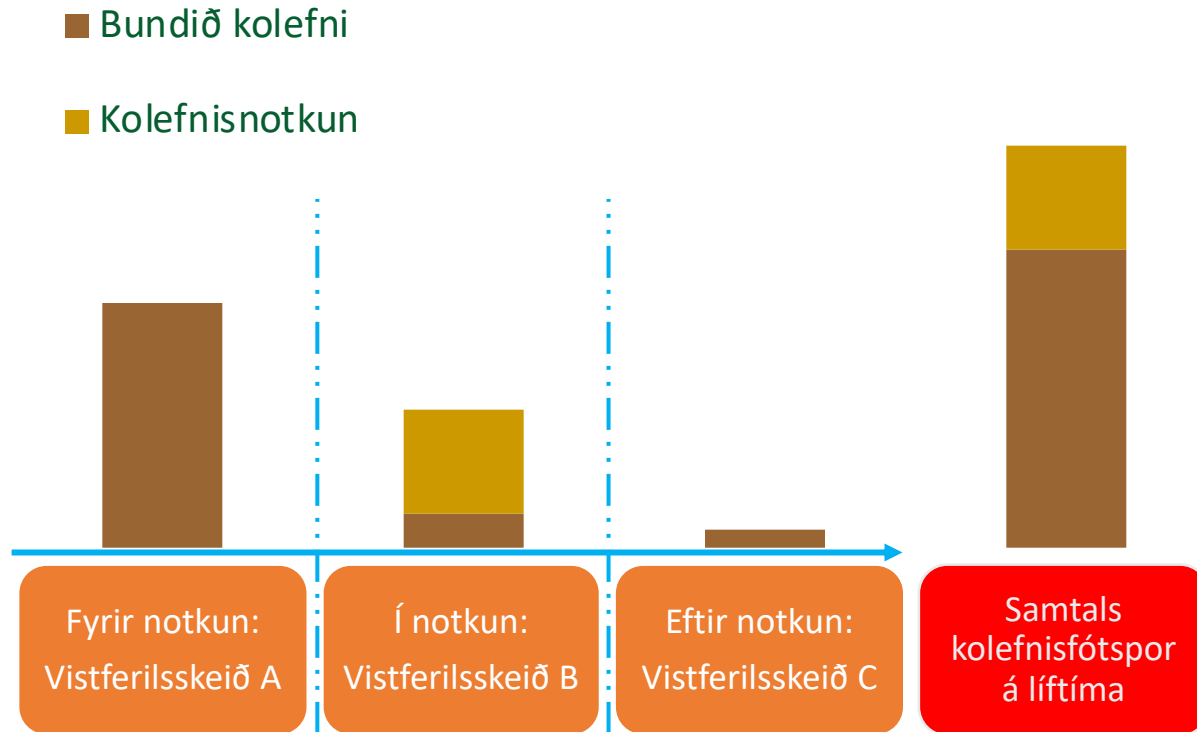 Bundið kolefni
Kolefnisnotkun
Fyrir notkun:
Vistferilsskeið A
Í notkun:
Vistferilsskeið B
Eftir notkun:
Vistferilsskeið C
Samtals
kolefnisfótspor
á líftíma